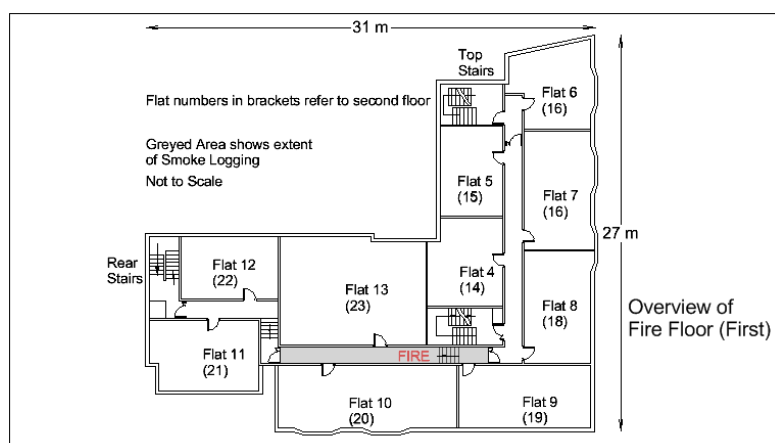 31 m
Top
Stairs
Flat numbers in brackets refer to second floor
Flat 6
(16)
Greyed Area shows extent
of Smoke Logging
Not to Scale
Flat 5
(15)
Flat 7
(16)
27 m
Rear
Stairs
Flat 12
(22)
Flat 13
(23)
Flat 4
(14)
Flat 8
(18)
Overview of
Fire Floor (First)
Flat 11
(21)
FIRE
Flat 10
(20)
Flat 9
(19)